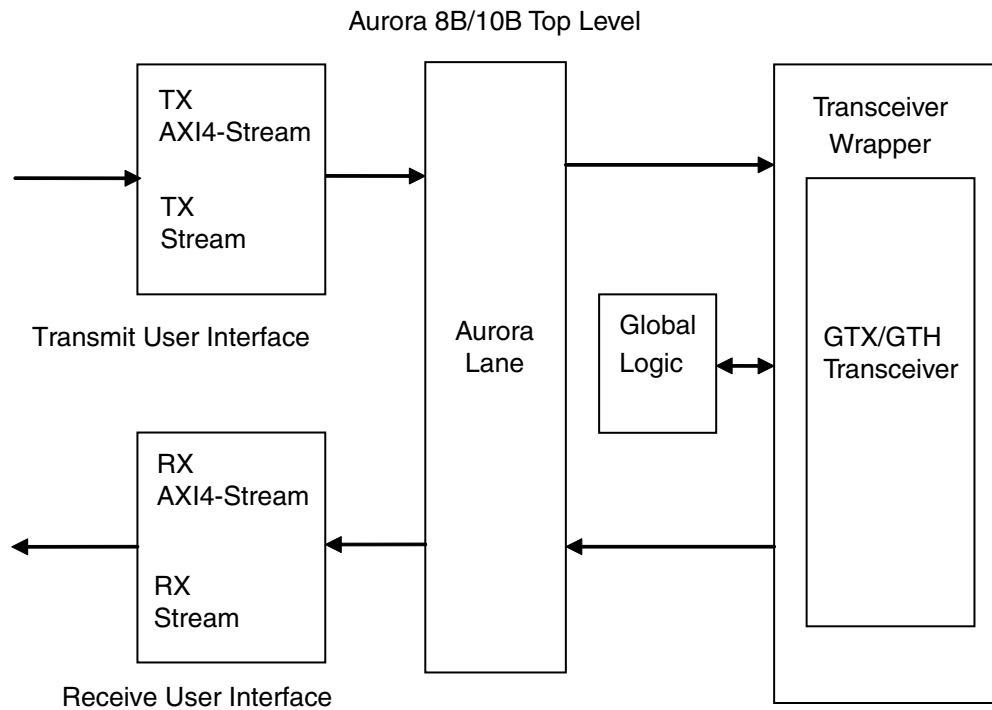 Aurora 8B/10B Top Level
TX
AXI4-Stream
TX
Stream
Transmit User Interface
Aurora
Lane
Global
Logic
Transceiver
Wrapper
GTX/GTH
Transceiver
RX
AXI4-Stream
RX
Stream
Receive User Interface